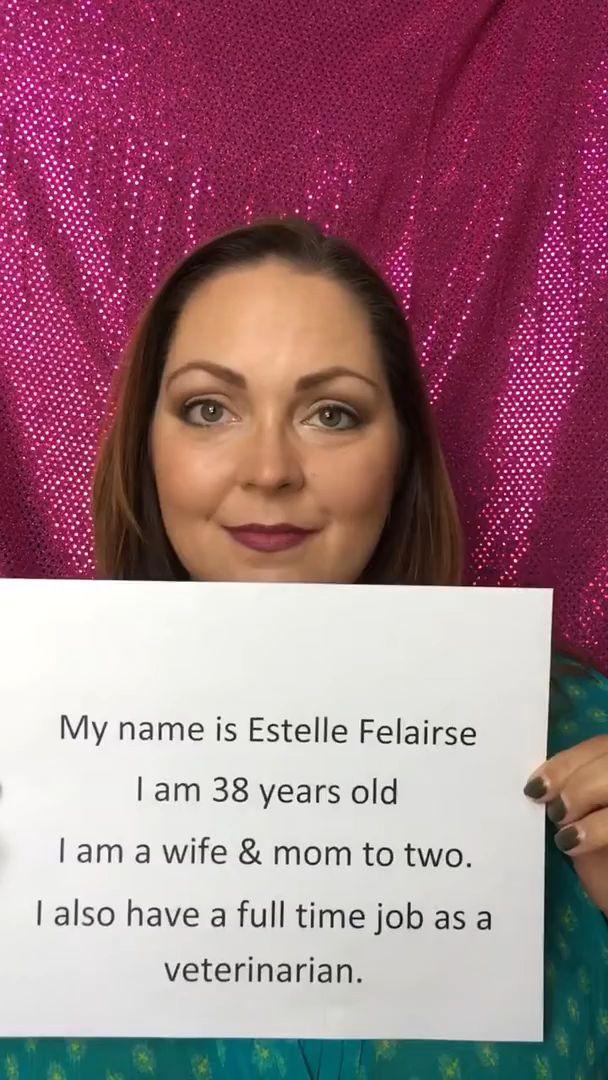 My name is Estelle Felairse
I am 38 years old
I am a wife & mom to two.
I also have a full time job as a
veterinarian.